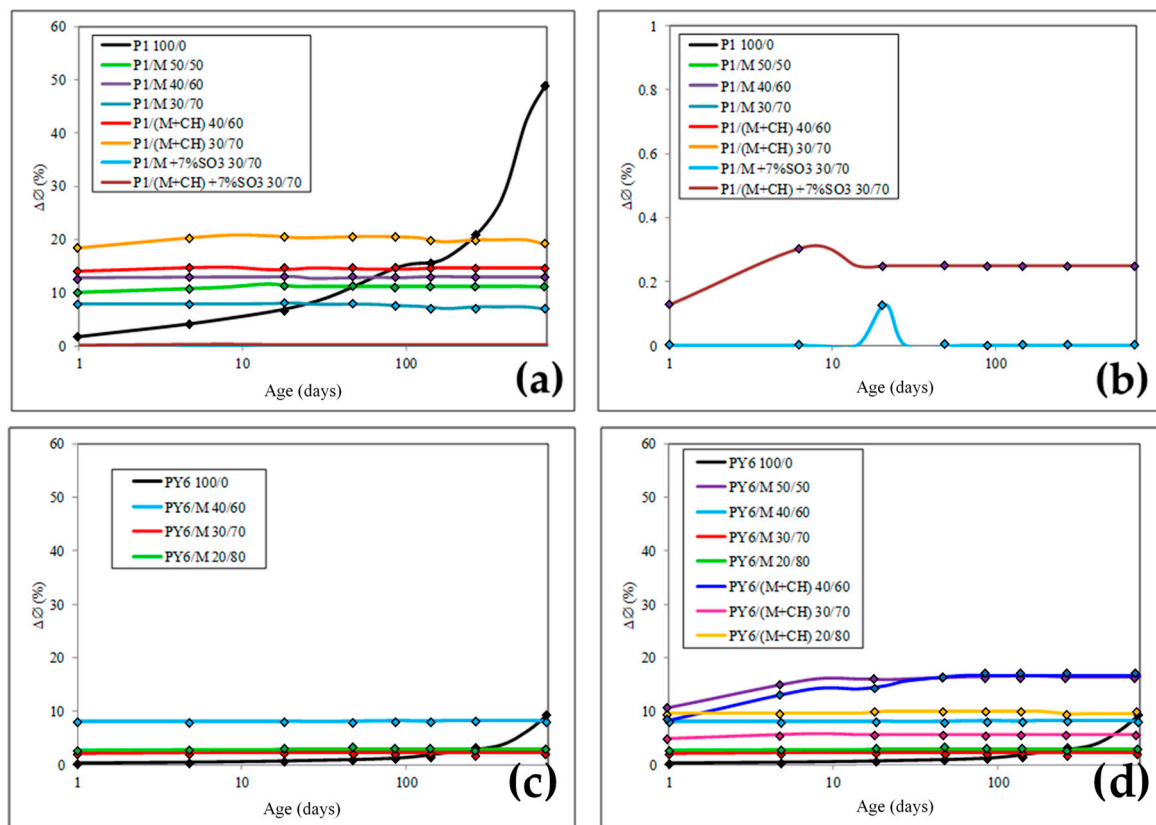 60
50
40
30
20
10
0
Δ∅ (%)
P1 100/0
P1/M 50/50
P1/M 40/60
P1/M 30/70
P1/(M+CH) 40/60
P1/(M+CH) 30/70
P1/M +7%SO3 30/70
P1/(M+CH) +7%SO3 30/70
1 10 100
Age (days)
(a)
1
0.8
0.6
0.4
0.2
0
Δ∅ (%)
P1 100/0
P1/M 50/50
P1/M 40/60
P1/M 30/70
P1/(M+CH) 40/60
P1/(M+CH) 30/70
P1/M +7%SO3 30/70
P1/(M+CH) +7%SO3 30/70
1 10 100
Age (days)
(b)
60
50
40
30
20
10
0
Δ∅ (%)
PY6 100/0
PY6/M 40/60
PY6/M 30/70
PY6/M 20/80
1 10 100
Age (days)
(c)
60
50
40
30
20
10
0
Δ∅ (%)
PY6 100/0
PY6/M 50/50
PY6/M 40/60
PY6/M 30/70
PY6/M 20/80
PY6/(M+CH) 40/60
PY6/(M+CH) 30/70
PY6/(M+CH) 20/80
1 10 100
Age (days)
(d)